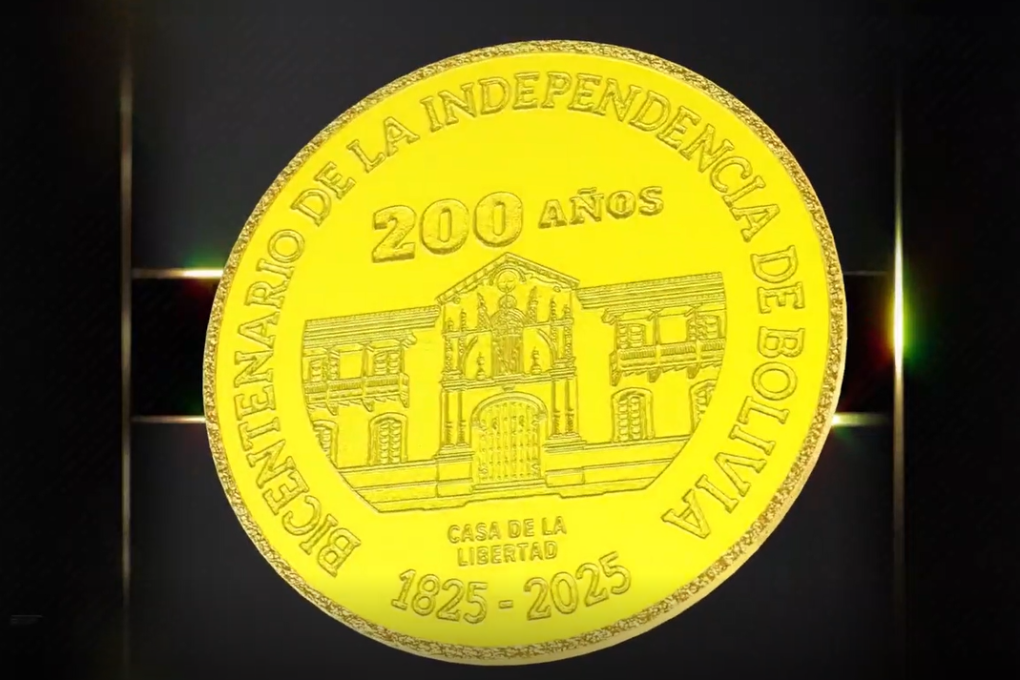 BICENTENARIO DE LA INDEPENDENCIA DE BOLIVIA
200 AÑOS
CASA DE LA
LIBERTAD
1825 - 2025